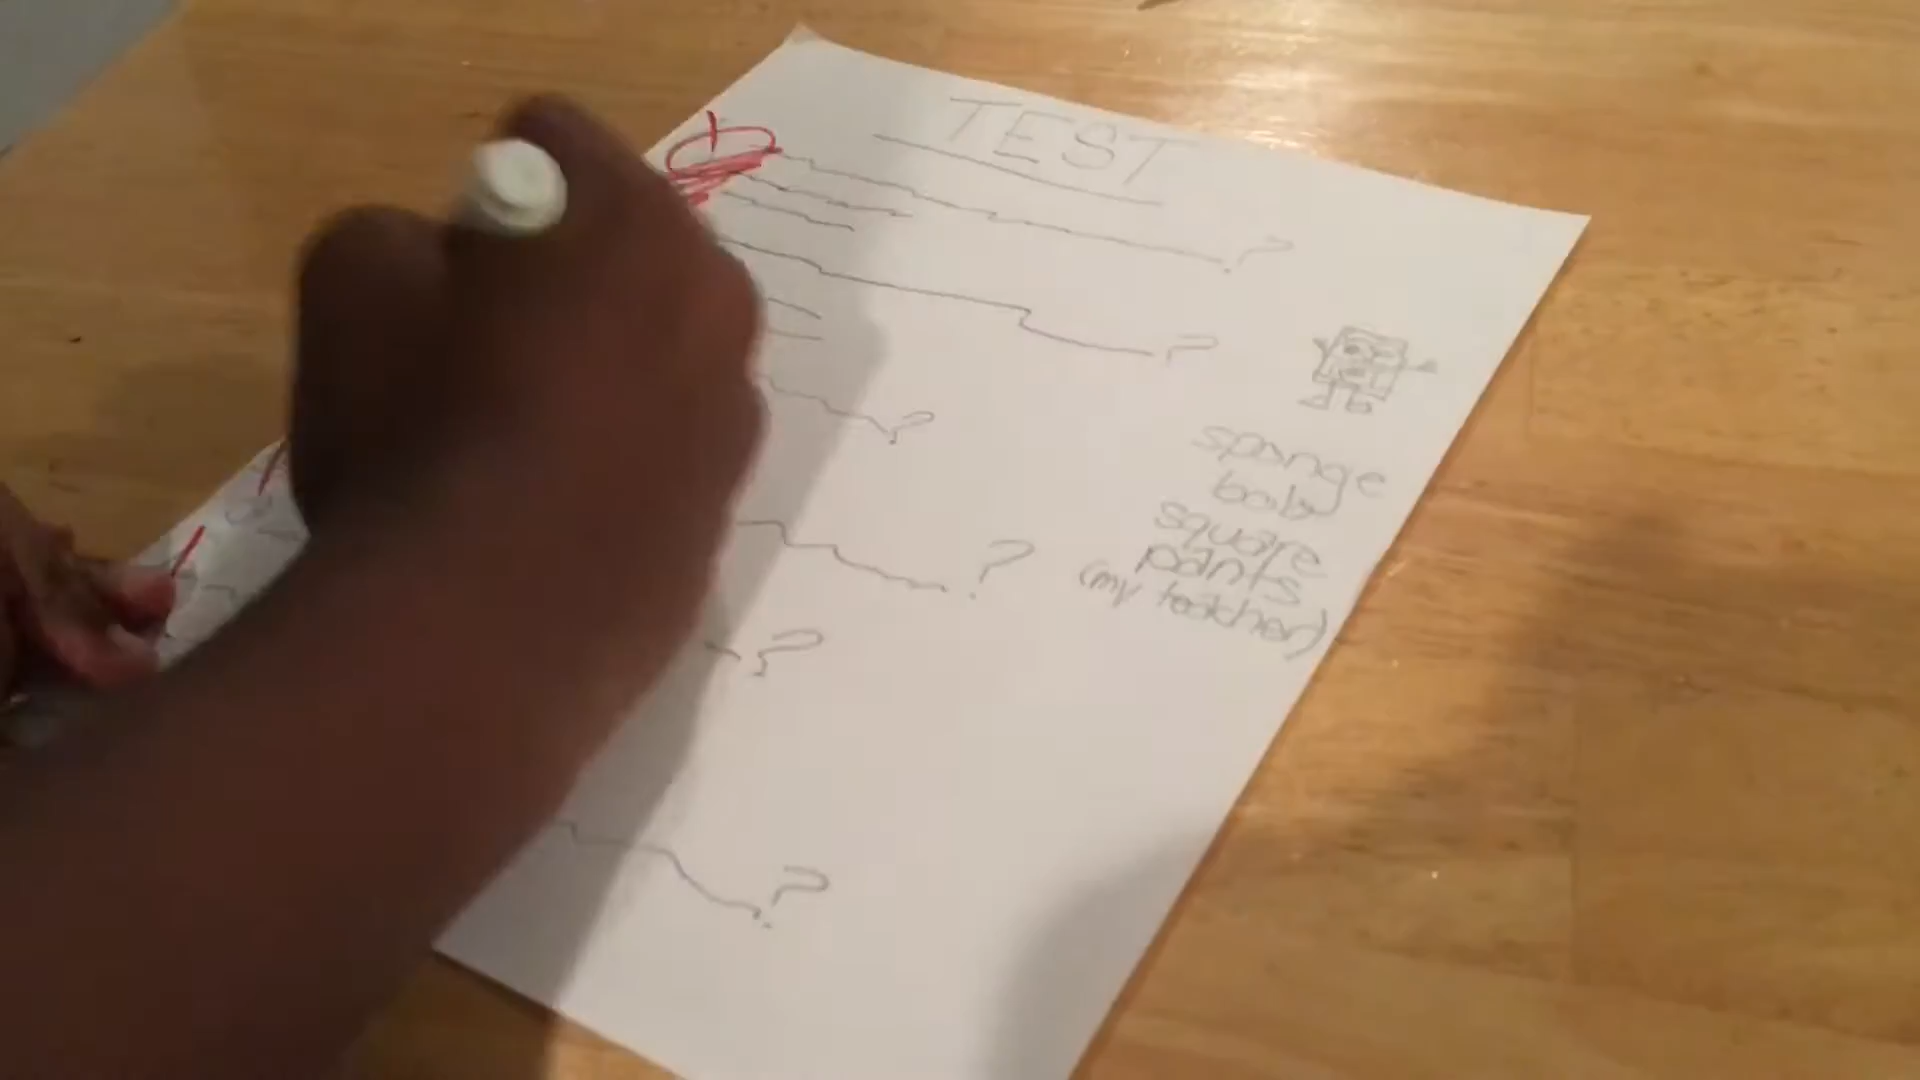 TEST
?
?
?
?
?
?
sponge
bob
square
pants
(my teacher)